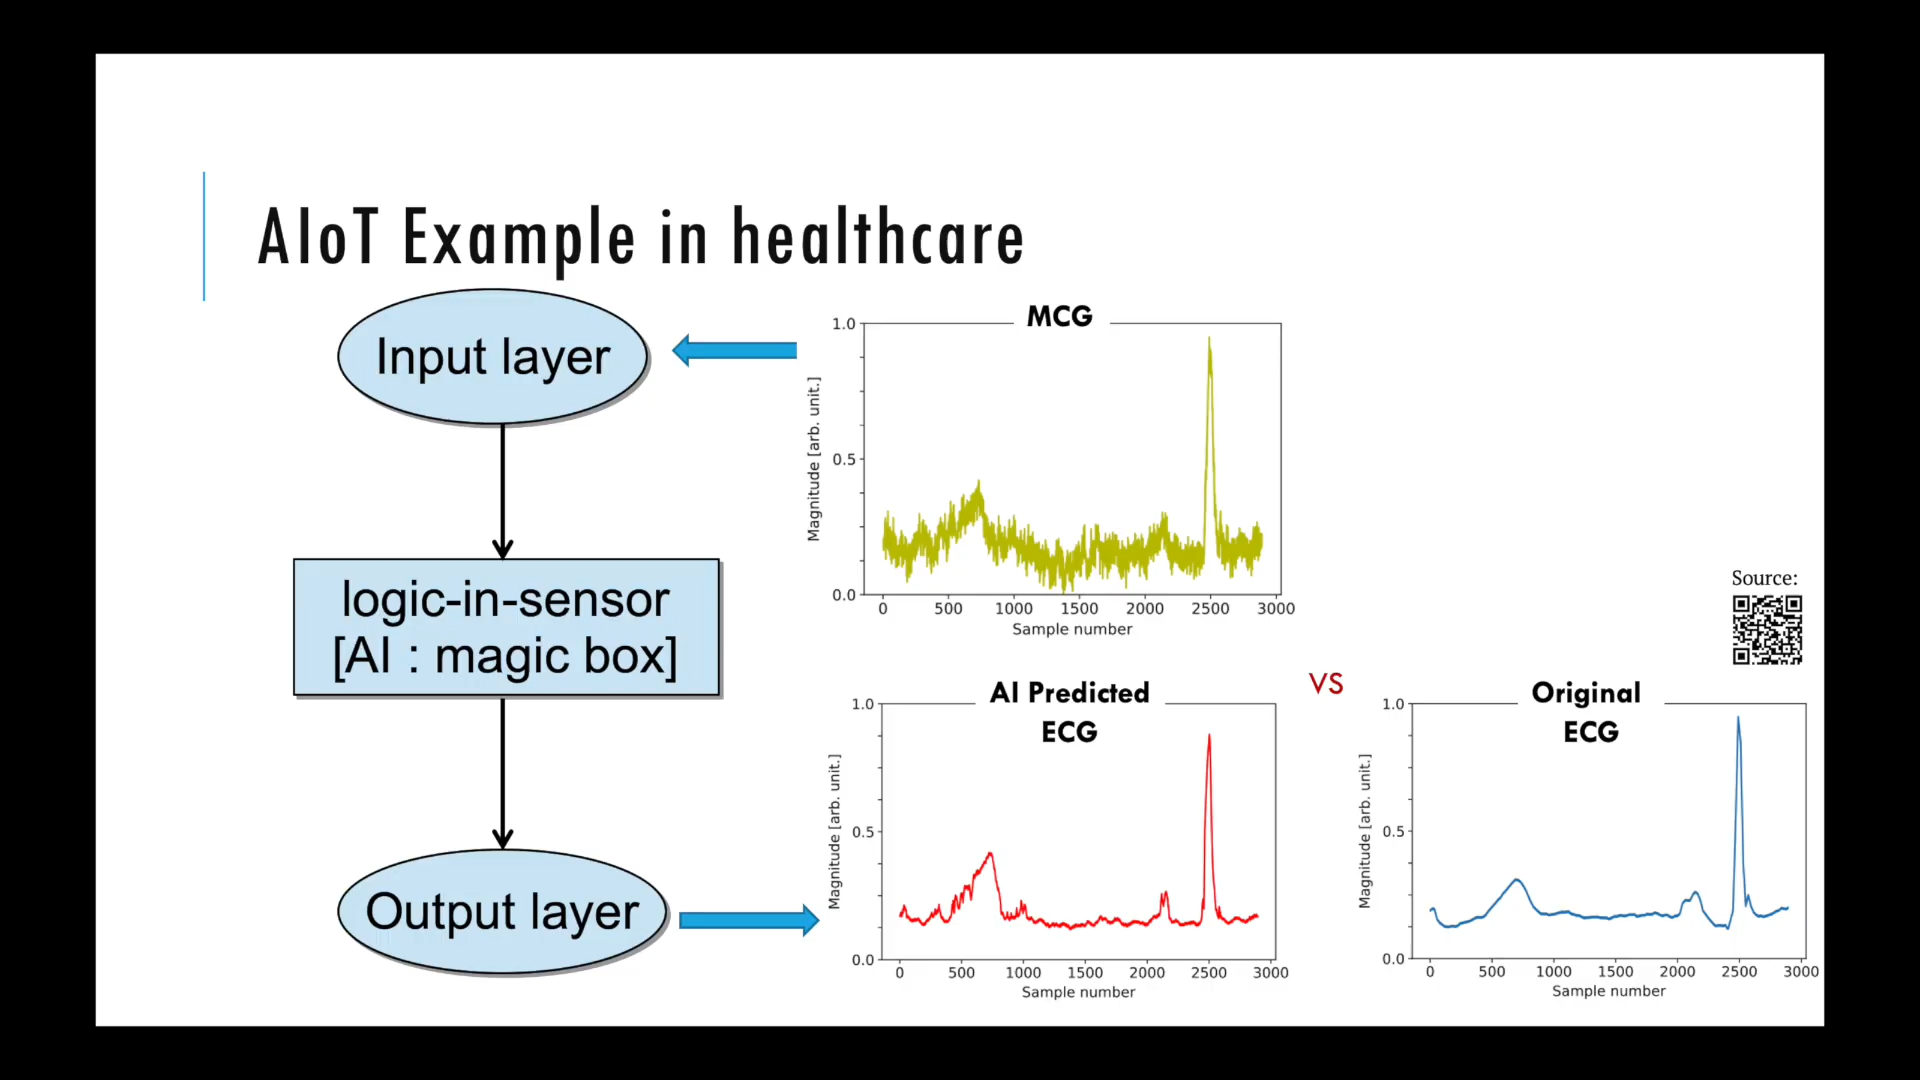 AIoT Example in healthcare
Input layer
logic-in-sensor
[AI : magic box]
Output layer
MCG
1.0
0.5
0.0
Magnitude [arb. unit.]
0 500 1000 1500 2000 2500 3000
Sample number
Source:
AI Predicted
ECG
1.0
0.5
0.0
Magnitude [arb. unit.]
0 500 1000 1500 2000 2500 3000
Sample number
VS
Original
ECG
1.0
0.5
0.0
Magnitude [arb. unit.]
0 500 1000 1500 2000 2500 3000
Sample number